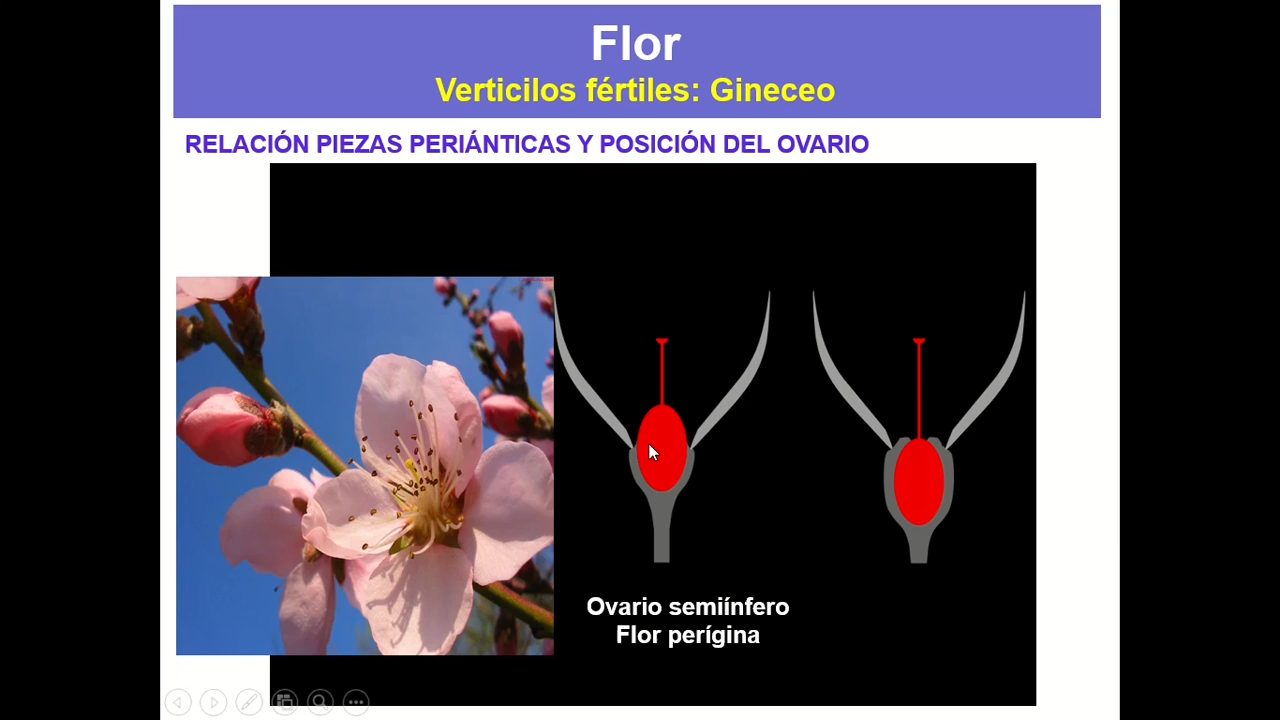 Flor
Verticilos fértiles: Gineceo
RELACIÓN PIEZAS PERIÁNTICAS Y POSICIÓN DEL OVARIO
Ovario semiínfero
Flor perígina